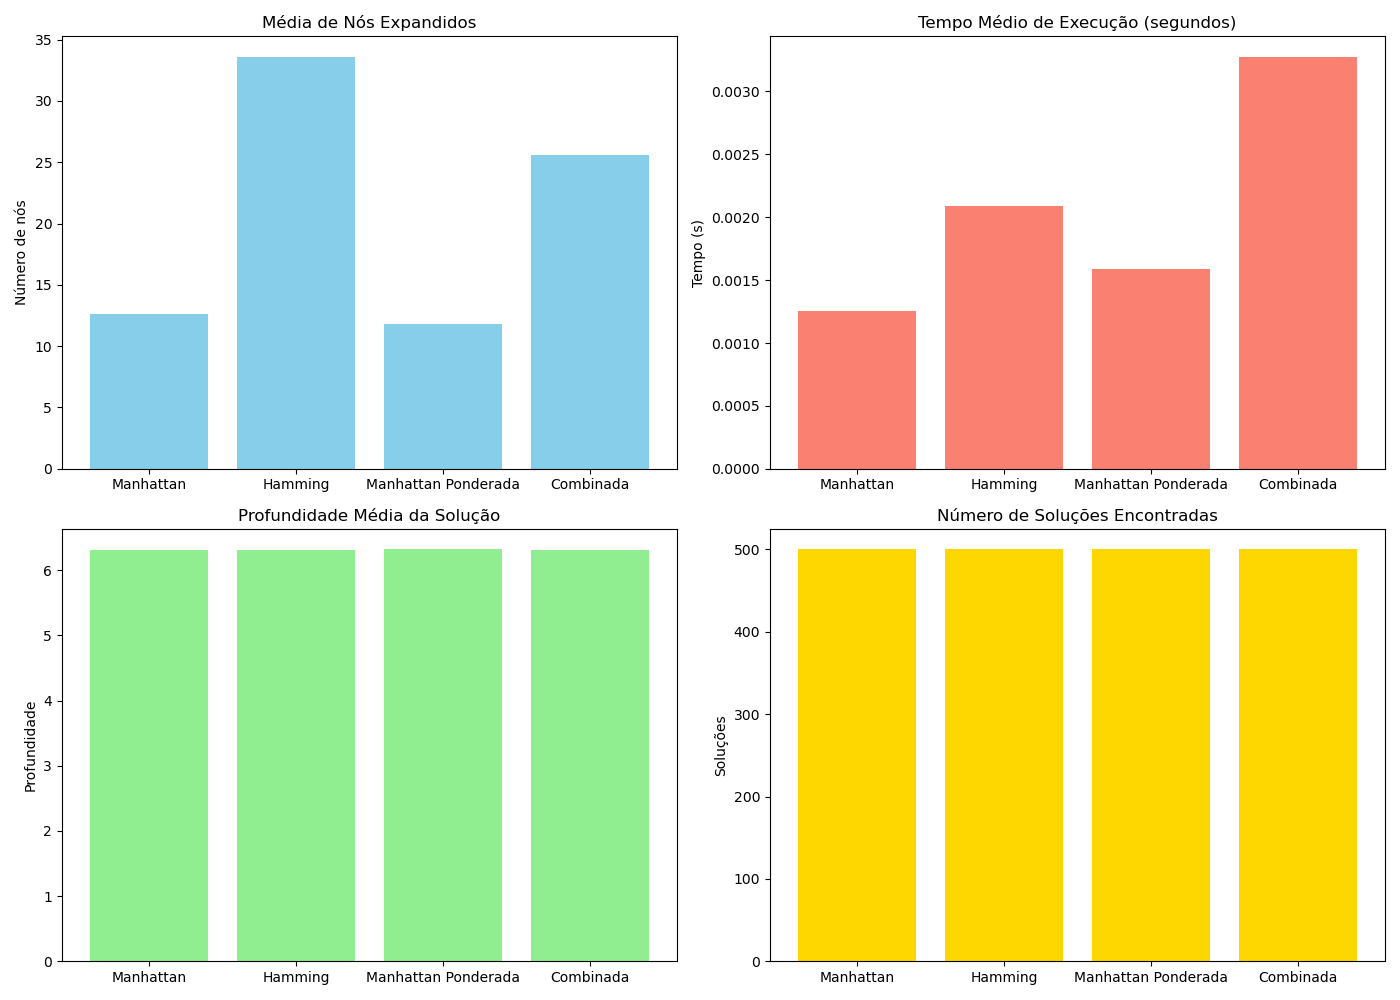 Média de Nós Expandidos
Número de nós
35
30
25
20
15
10
5
0
Manhattan Hamming Manhattan Ponderada Combinada
Tempo Médio de Execução (segundos)
Tempo (s)
0.0030
0.0025
0.0020
0.0015
0.0010
0.0005
0.0000
Manhattan Hamming Manhattan Ponderada Combinada
Profundidade Média da Solução
Profundidade
6
5
4
3
2
1
0
Manhattan Hamming Manhattan Ponderada Combinada
Número de Soluções Encontradas
Soluções
500
400
300
200
100
0
Manhattan Hamming Manhattan Ponderada Combinada